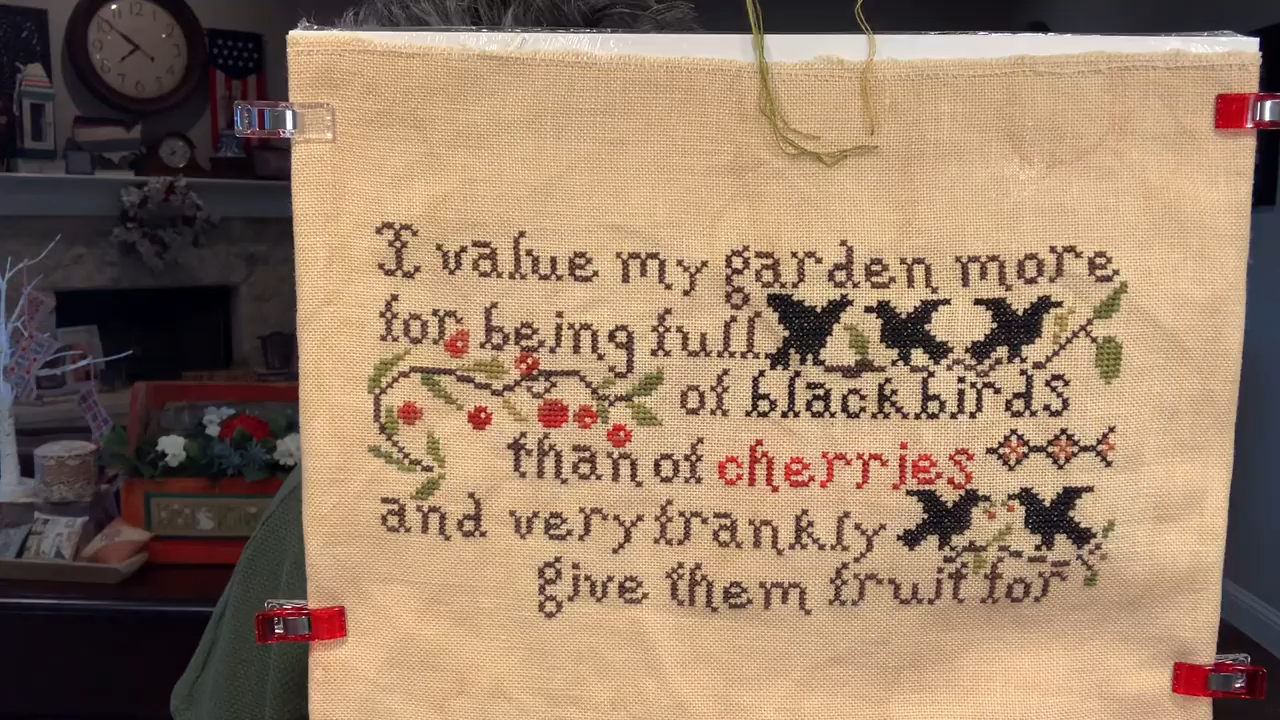 I value my garden more
for being full
of blackbirds
than of cherries
and very frankly
give them fruit for